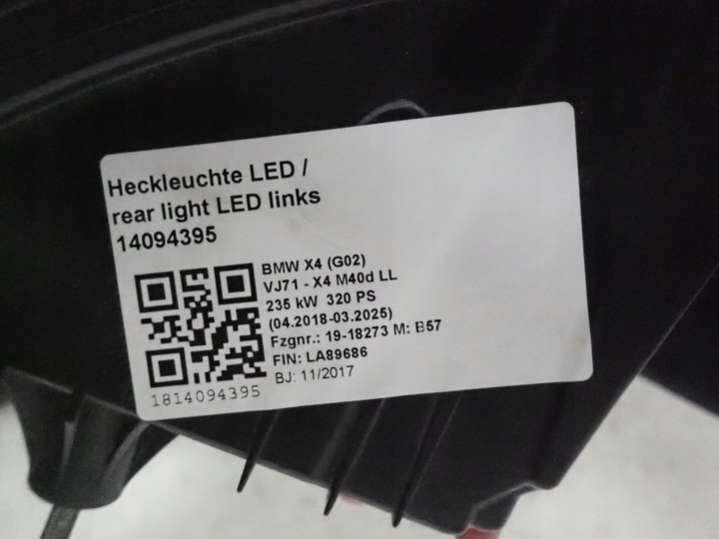 Heckleuchte LED /
rear light LED links
14094395
BMW X4 (G02)
VJ71 - X4 M40d LL
235 kW 320 PS
(04.2018-03.2025)
Fzgnr.: 19-18273 M: B57
FIN: LA89686
BJ: 11/2017
1814094395